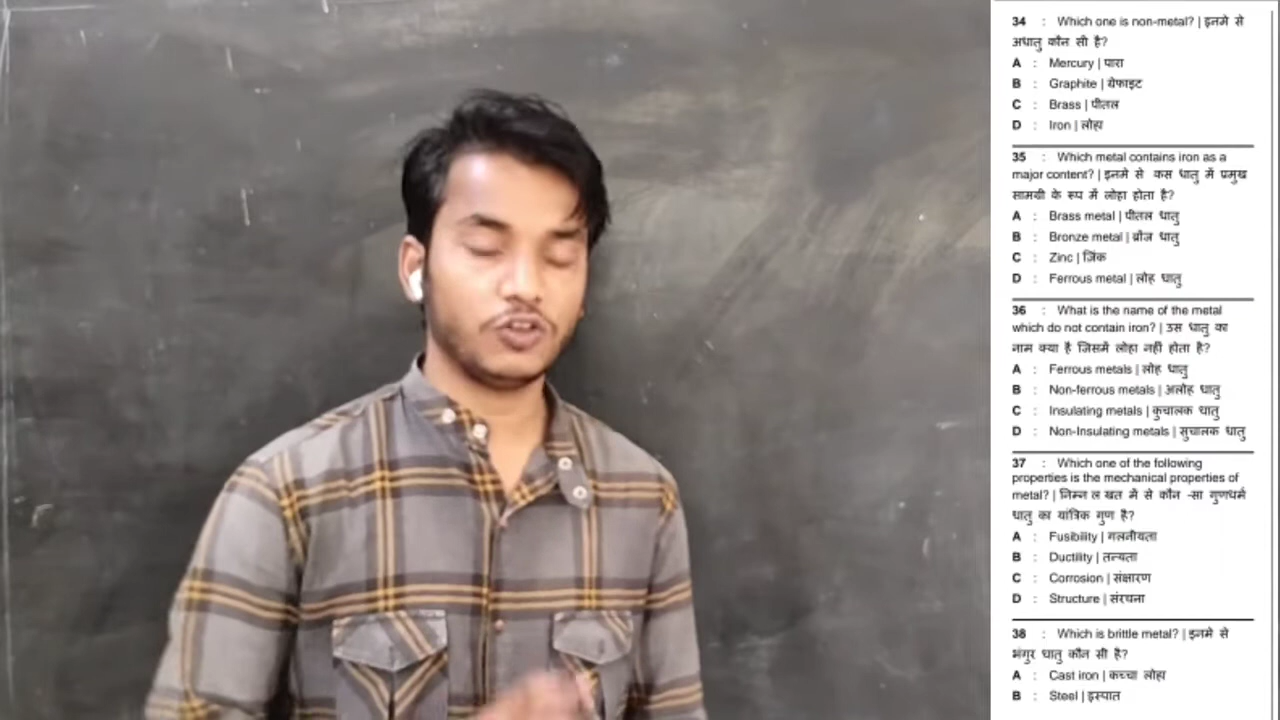 34 : Which one is non-metal? | इनमे से
अधातु कौन सी है?
A : Mercury | पारा
B : Graphite | ग्रेफाइट
C : Brass | पीतल
D : Iron | लोहा
35 : Which metal contains iron as a
major content? | इनमे से कस धातु में प्रमुख
सामग्री के रूप में लोहा होता है?
A : Brass metal | पीतल धातु
B : Bronze metal | ब्रौंज धातु
C : Zinc | जिंक
D : Ferrous metal | लोह धातु
36 : What is the name of the metal
which do not contain iron? | उस धातु का
नाम क्या है जिसमें लोहा नहीं होता है?
A : Ferrous metals | लोह धातु
B : Non-ferrous metals | अलोह धातु
C : Insulating metals | कुचालक धातु
D : Non-Insulating metals | सुचालक धातु
37 : Which one of the following
properties is the mechanical properties of
metal? | निम्न ल खत में से कौन -सा गुणधर्म
धातु का यांत्रिक गुण है?
A : Fusibility | गलनीयता
B : Ductility | तन्यता
C : Corrosion | संक्षारण
D : Structure | संरचना
38 : Which is brittle metal? | इनमे से
भंगुर धातु कौन सी है?
A : Cast iron | कच्चा लोहा
B : Steel | इस्पात